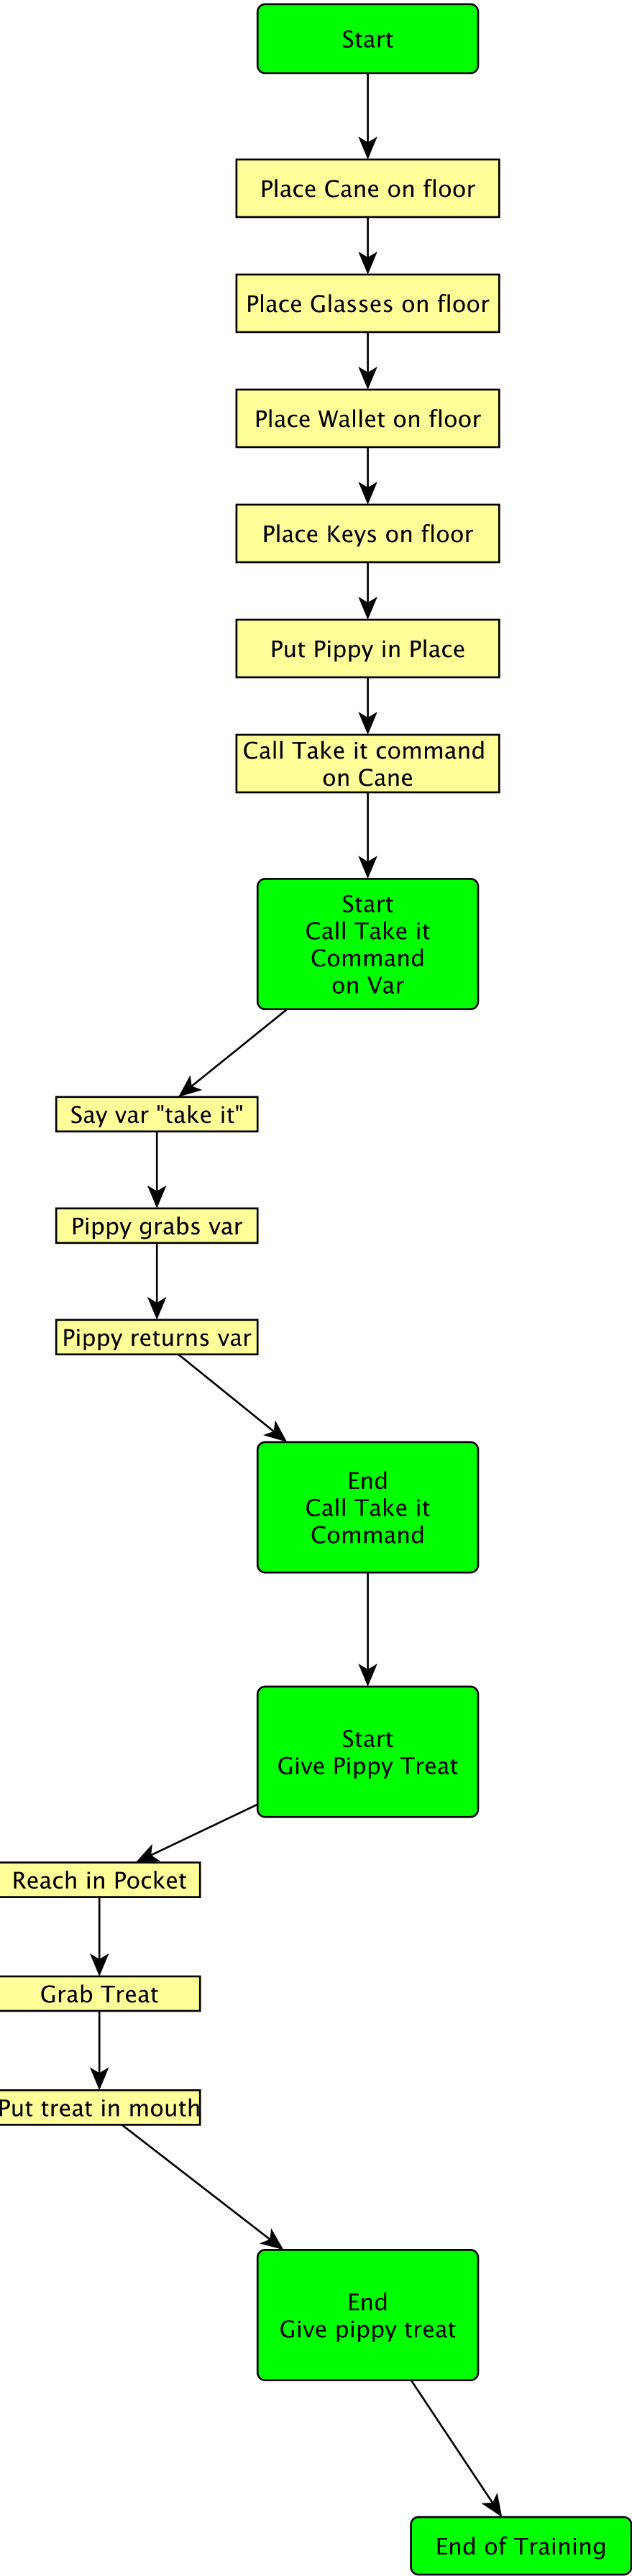 Start
Place Cane on floor
Place Glasses on floor
Place Wallet on floor
Place Keys on floor
Put Pippy in Place
Call Take it command
on Cane
Start
Call Take it
Command
on Var
Say var "take it"
Pippy grabs var
Pippy returns var
End
Call Take it
Command
Start
Give Pippy Treat
Reach in Pocket
Grab Treat
Put treat in mouth
End
Give pippy treat
End of Training